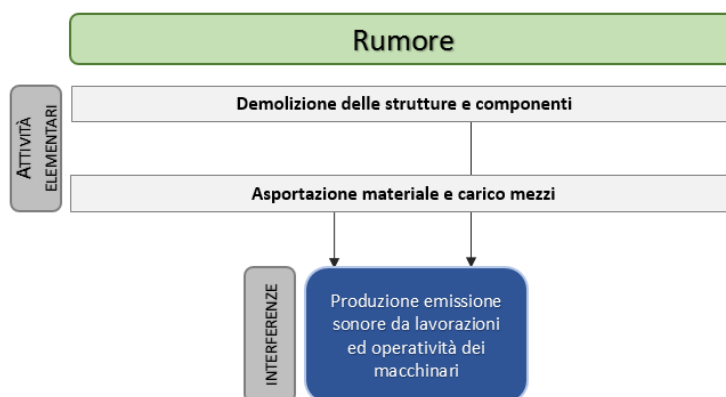 Rumore
ATTIVITÀ
ELEMENTARI
Demolizione delle strutture e componenti
Asportazione materiale e carico mezzi
INTERFERENZE
Produzione emissione
sonore da lavorazioni
ed operatività dei
macchinari